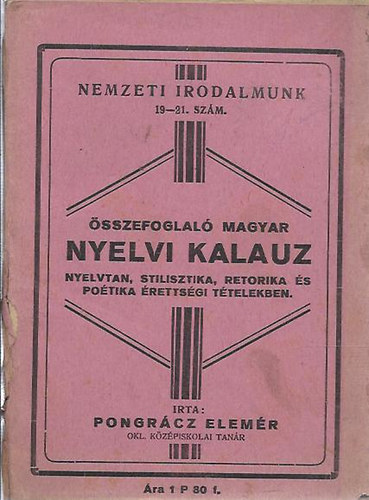 NEMZETI IRODALMUNK
19—21. SZÁM.
ÖSSZEFOGLALÓ MAGYAR
NYELVI KALAUZ
NYELVTAN, STILISZTIKA, RETORIKA ÉS
POÉTIKA ÉRETTSÉGI TÉTELEKBEN.
IRTA:
PONGRÁCZ ELEMÉR
OKL. KÖZÉPISKOLAI TANÁR
Ára 1 P 80 f.